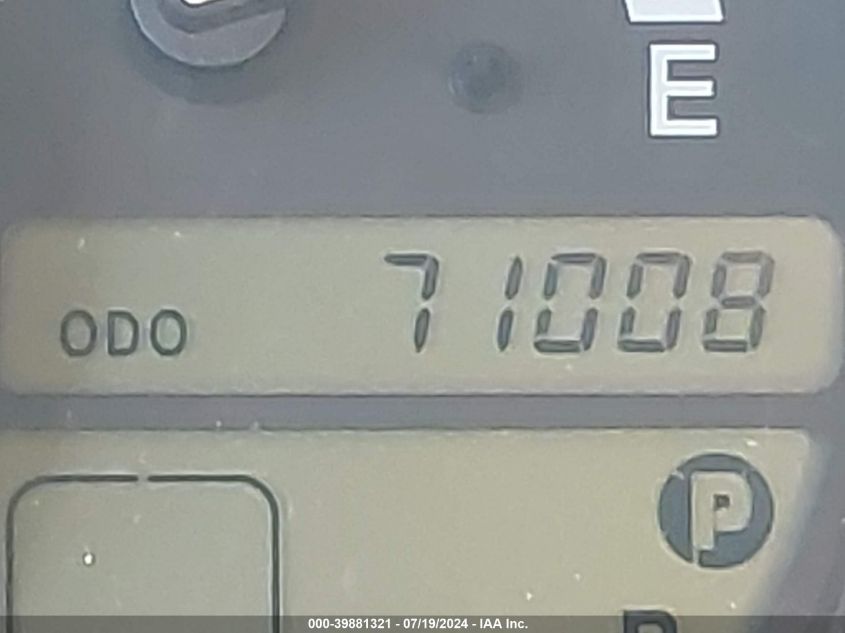 E
ODO 71008
P
000-39881321 - 07/19/2024 - IAA Inc.